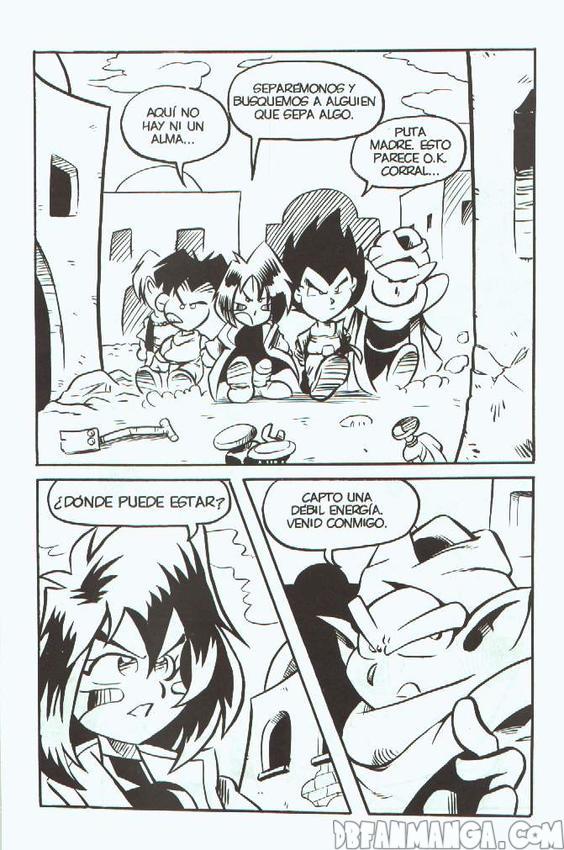 AQUÍ NO
HAY NI UN
ALMA...
SEPARÉMONOS Y
BUSQUEMOS A ALGUIEN
QUE SEPA ALGO.
PUTA
MADRE. ESTO
PARECE O.K.
CORRAL...
¿DÓNDE PUEDE ESTAR?
CAPTO UNA
DÉBIL ENERGÍA.
VENID CONMIGO.
DBFANMANGA.COM